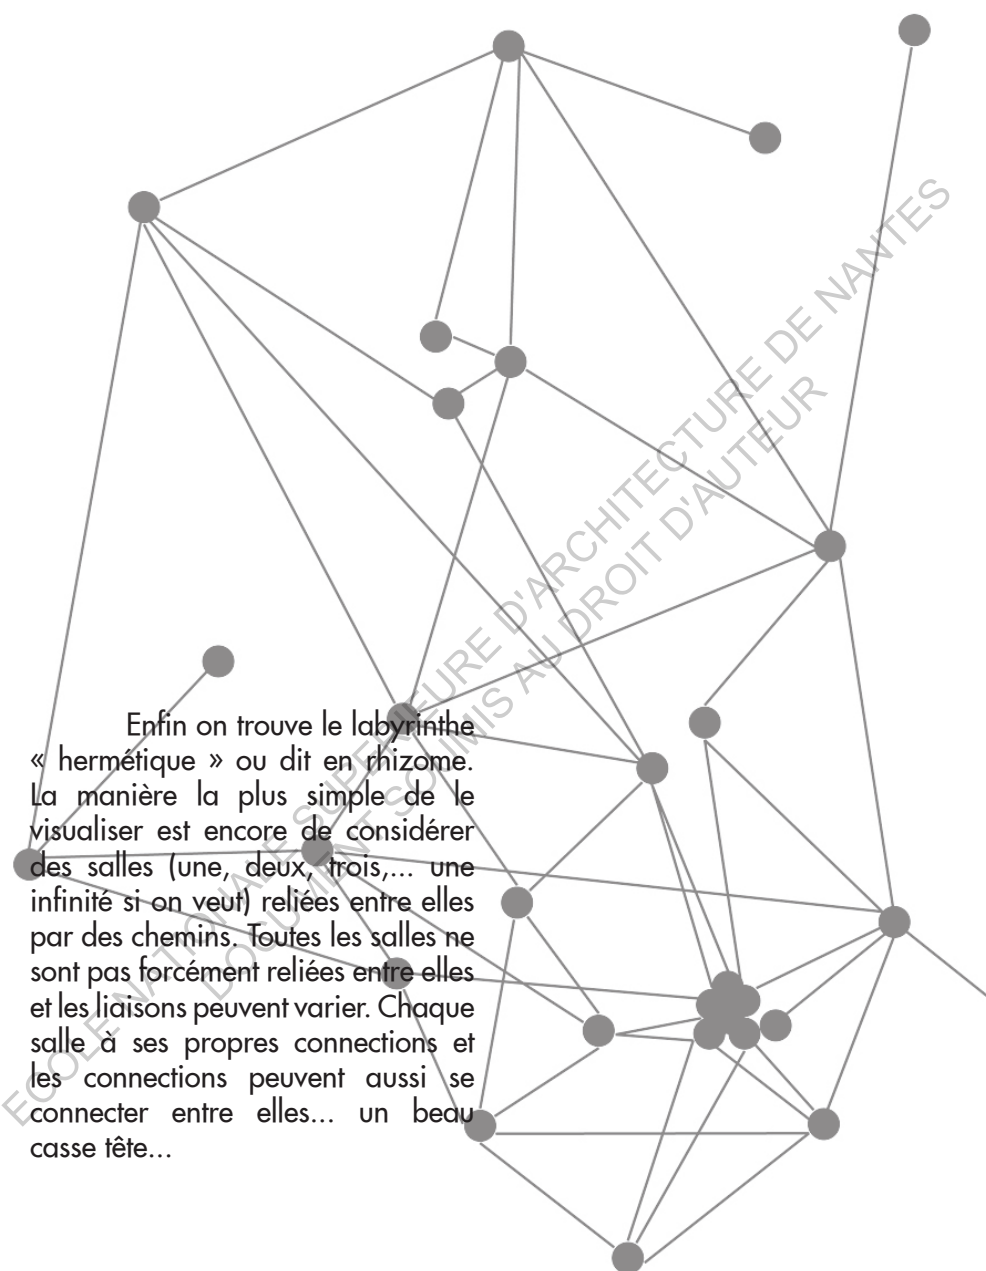 Enfin on trouve le labyrinthe
« hermétique » ou dit en rhizome.
La manière la plus simple de le
visualiser est encore de considérer
des salles (une, deux, trois,... une
infinité si on veut) reliées entre elles
par des chemins. Toutes les salles ne
sont pas forcément reliées entre elles
et les liaisons peuvent varier. Chaque
salle à ses propres connections et
les connections peuvent aussi se
connecter entre elles... un beau
casse tête...
ECOLE NATIONALE SUPERIEURE D'ARCHITECTURE DE NANTES
DOCUMENT SOUMIS AU DROIT D'AUTEUR